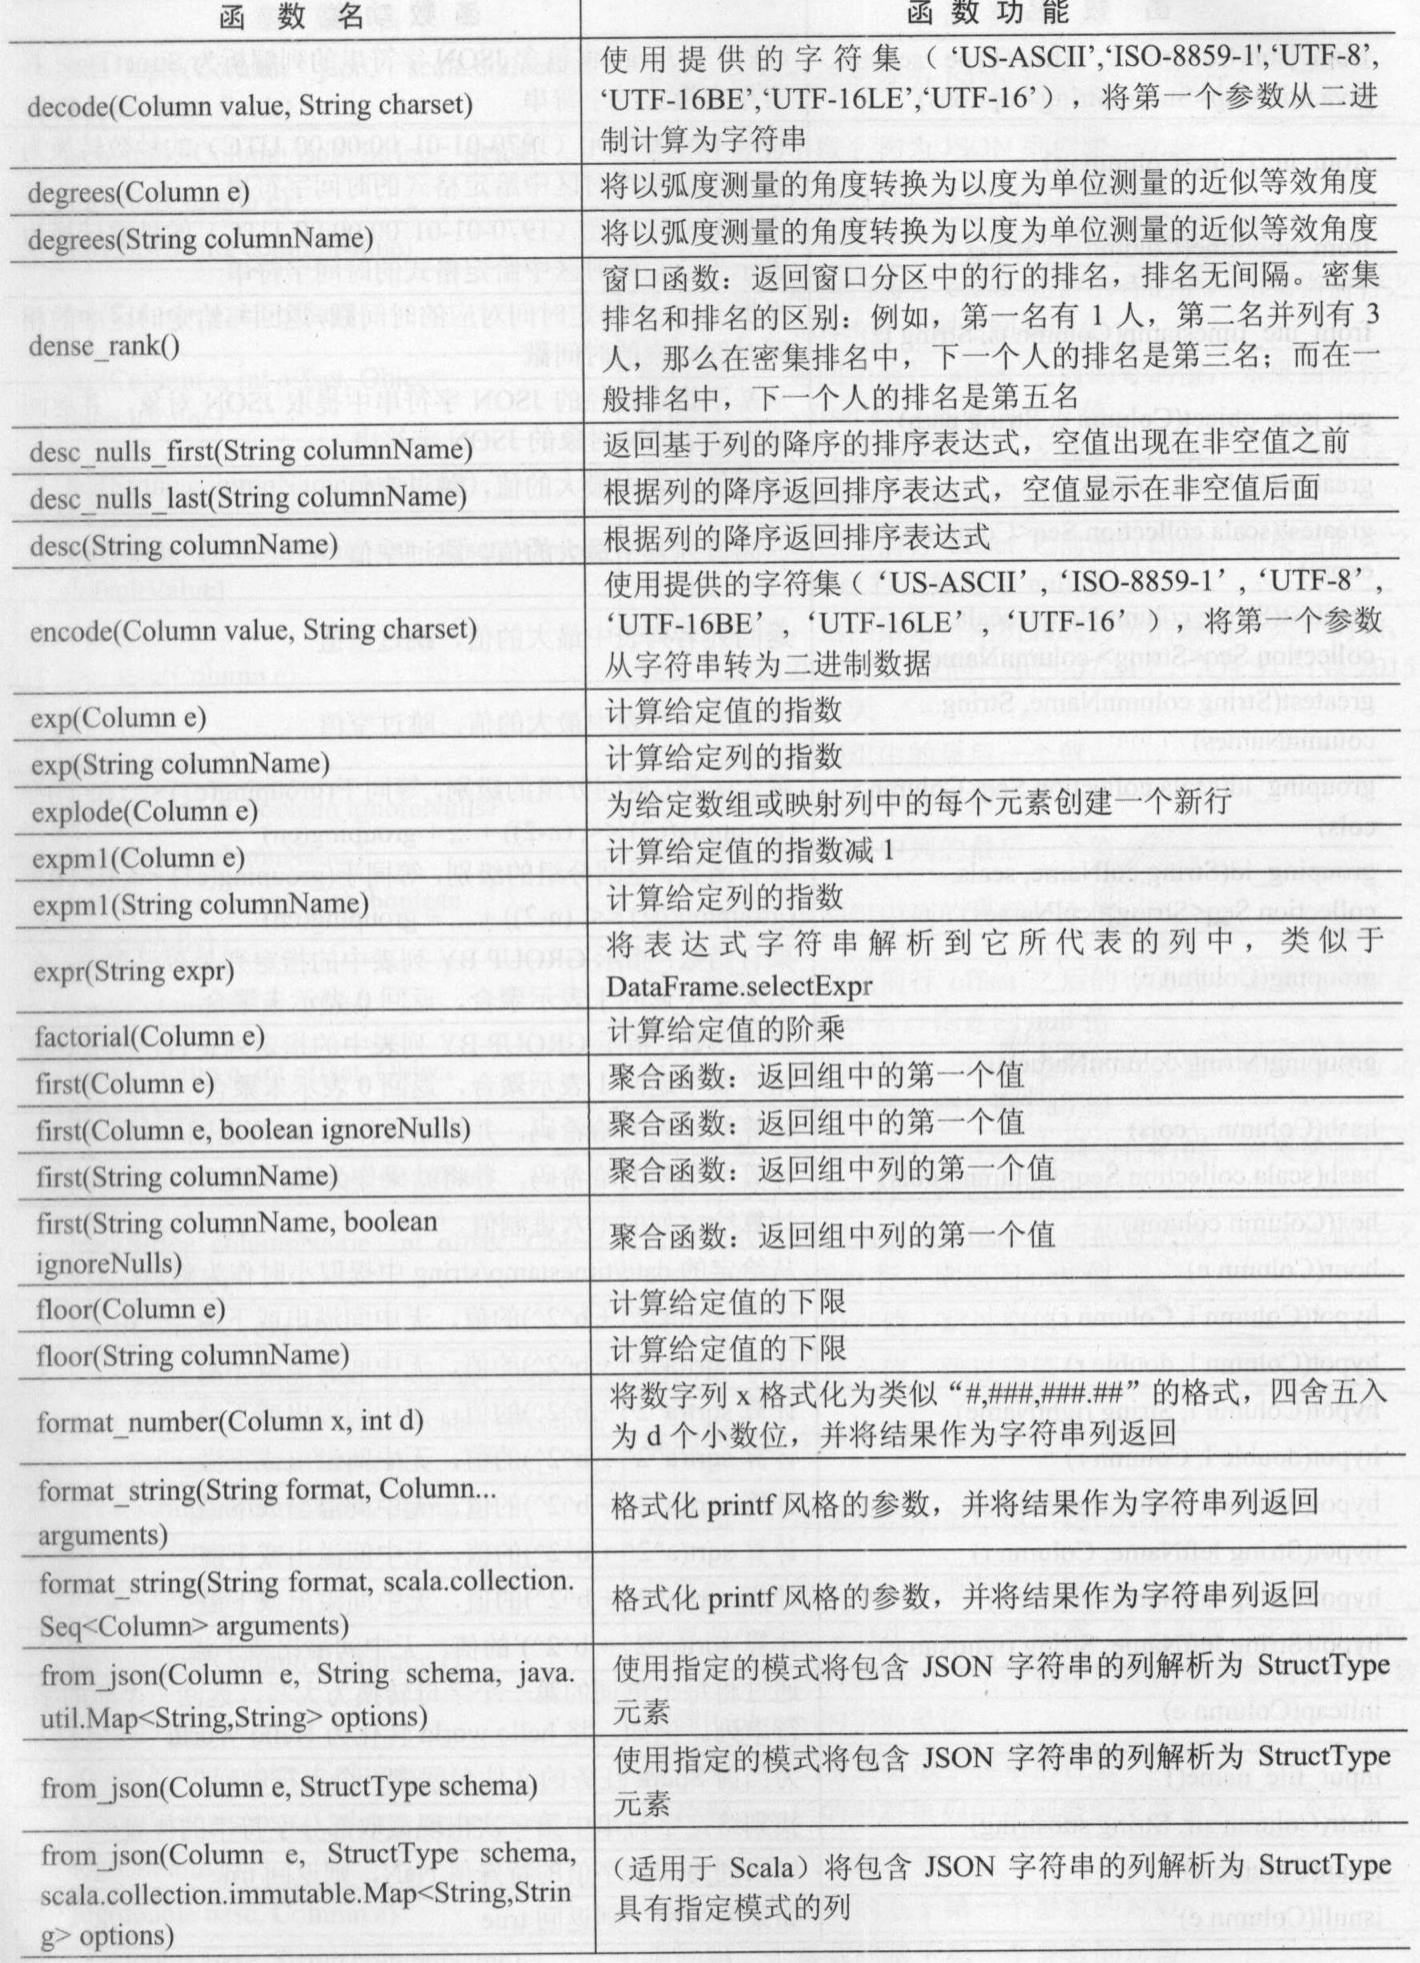 函 数 名
函 数 功 能
decode(Column value, String charset)
使用提供的字符集（‘US-ASCII’,‘ISO-8859-1',‘UTF-8’,
‘UTF-16BE’,‘UTF-16LE’,‘UTF-16’），将第一个参数从二进
制计算为字符串
degrees(Column e)
将以弧度测量的角度转换为以度为单位测量的近似等效角度
degrees(String columnName)
将以弧度测量的角度转换为以度为单位测量的近似等效角度
dense_rank()
窗口函数：返回窗口分区中的行的排名，排名无间隔。密集
排名和排名的区别：例如，第一名有 1 人，第二名并列有 3
人，那么在密集排名中，下一个人的排名是第三名；而在一
般排名中，下一个人的排名是第五名
desc_nulls_first(String columnName)
返回基于列的降序的排序表达式，空值出现在非空值之前
desc_nulls_last(String columnName)
根据列的降序返回排序表达式，空值显示在非空值后面
desc(String columnName)
根据列的降序返回排序表达式
encode(Column value, String charset)
使用提供的字符集（‘US-ASCII’，‘ISO-8859-1’，‘UTF-8’，
‘UTF-16BE’，‘UTF-16LE’，‘UTF-16’），将第一个参数
从字符串转为二进制数据
exp(Column e)
计算给定值的指数
exp(String columnName)
计算给定列的指数
explode(Column e)
为给定数组或映射列中的每个元素创建一个新行
expm1(Column e)
计算给定值的指数减 1
expm1(String columnName)
计算给定列的指数
expr(String expr)
将表达式字符串解析到它所代表的列中，类似于
DataFrame.selectExpr
factorial(Column e)
计算给定值的阶乘
first(Column e)
聚合函数：返回组中的第一个值
first(Column e, boolean ignoreNulls)
聚合函数：返回组中的第一个值
first(String columnName)
聚合函数：返回组中列的第一个值
first(String columnName, boolean
ignoreNulls)
聚合函数：返回组中列的第一个值
floor(Column e)
计算给定值的下限
floor(String columnName)
计算给定值的下限
format_number(Column x, int d)
将数字列 x 格式化为类似“#,###,###.##”的格式，四舍五入
为 d 个小数位，并将结果作为字符串列返回
format_string(String format, Column...
arguments)
格式化 printf 风格的参数，并将结果作为字符串列返回
format_string(String format, scala.collection.
Seq<Column> arguments)
格式化 printf 风格的参数，并将结果作为字符串列返回
from_json(Column e, String schema, java.
util.Map<String,String> options)
使用指定的模式将包含 JSON 字符串的列解析为 StructType
元素
from_json(Column e, StructType schema)
使用指定的模式将包含 JSON 字符串的列解析为 StructType
元素
from_json(Column e, StructType schema,
scala.collection.immutable.Map<String,Strin
g> options)
（适用于 Scala）将包含 JSON 字符串的列解析为 StructType
具有指定模式的列